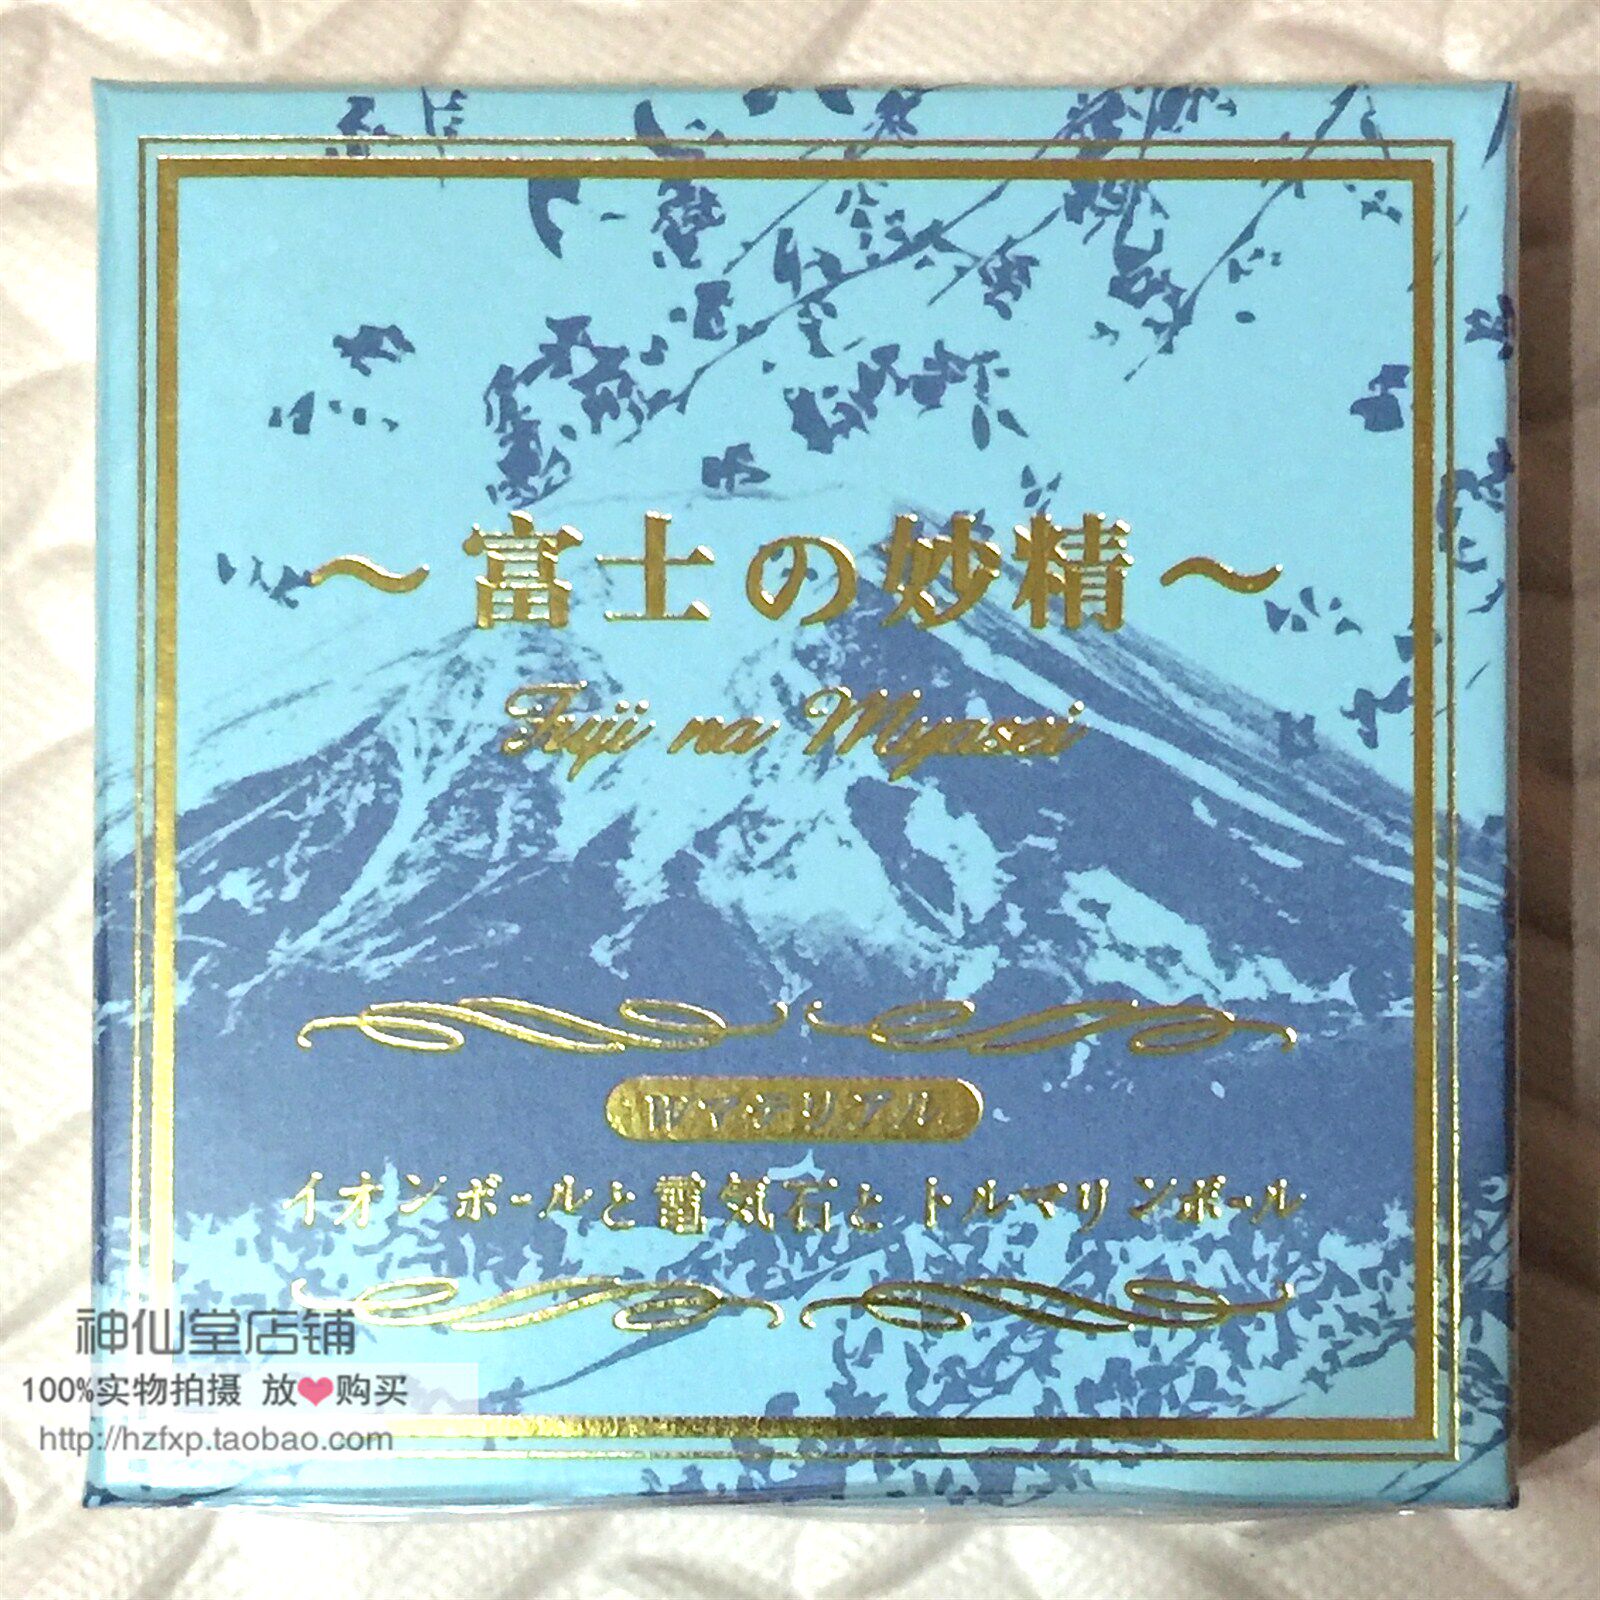 ～富士の妙精～
Fuji na Myasei
Wマテリアル
イオンボールと電気石とトルマリンボール
神仙堂店铺
100%实物拍摄 放❤购买
http://hzfxp.taobao.com